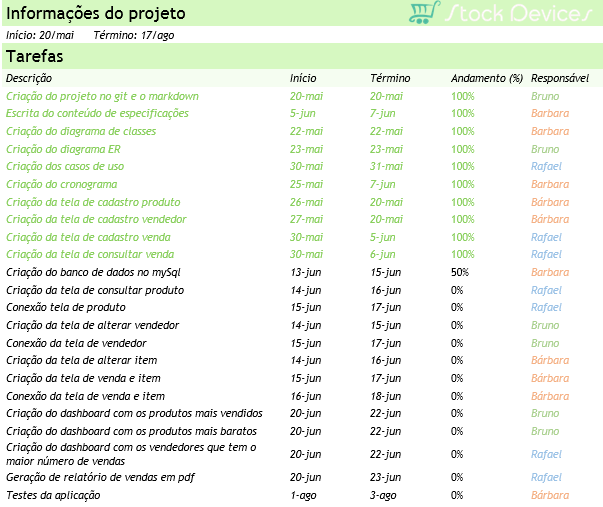 Informações do projeto
Stock Devices
Início: 20/mai Término: 17/ago
Tarefas
Descrição Início Término Andamento (%) Responsável
Criação do projeto no git e o markdown 20-mai 20-mai 100% Bruno
Escrita do conteúdo de especificações 5-jun 7-jun 100% Barbara
Criação do diagrama de classes 22-mai 22-mai 100% Barbara
Criação do diagrama ER 23-mai 23-mai 100% Bruno
Criação dos casos de uso 30-mai 31-mai 100% Rafael
Criação do cronograma 25-mai 7-jun 100% Barbara
Criação da tela de cadastro produto 26-mai 20-mai 100% Bárbara
Criação da tela de cadastro vendedor 27-mai 20-mai 100% Bárbara
Criação da tela de cadastro venda 30-mai 5-jun 100% Rafael
Criação da tela de consultar venda 30-mai 6-jun 100% Rafael
Criação do banco de dados no mySql 13-jun 15-jun 50% Barbara
Criação da tela de consultar produto 14-jun 16-jun 0% Rafael
Conexão tela de produto 15-jun 17-jun 0% Rafael
Criação da tela de alterar vendedor 14-jun 15-jun 0% Bruno
Conexão da tela de vendedor 15-jun 17-jun 0% Bruno
Criação da tela de alterar item 14-jun 16-jun 0% Bárbara
Criação da tela de venda e item 15-jun 17-jun 0% Bárbara
Conexão da tela de venda e item 16-jun 18-jun 0% Bárbara
Criação do dashboard com os produtos mais vendidos 20-jun 22-jun 0% Bruno
Criação do dashboard com os produtos mais baratos 20-jun 22-jun 0% Bruno
Criação do dashboard com os vendedores que tem o
maior número de vendas 20-jun 22-jun 0% Rafael
Geração de relatório de vendas em pdf 20-jun 23-jun 0% Rafael
Testes da aplicação 1-ago 3-ago 0% Bárbara